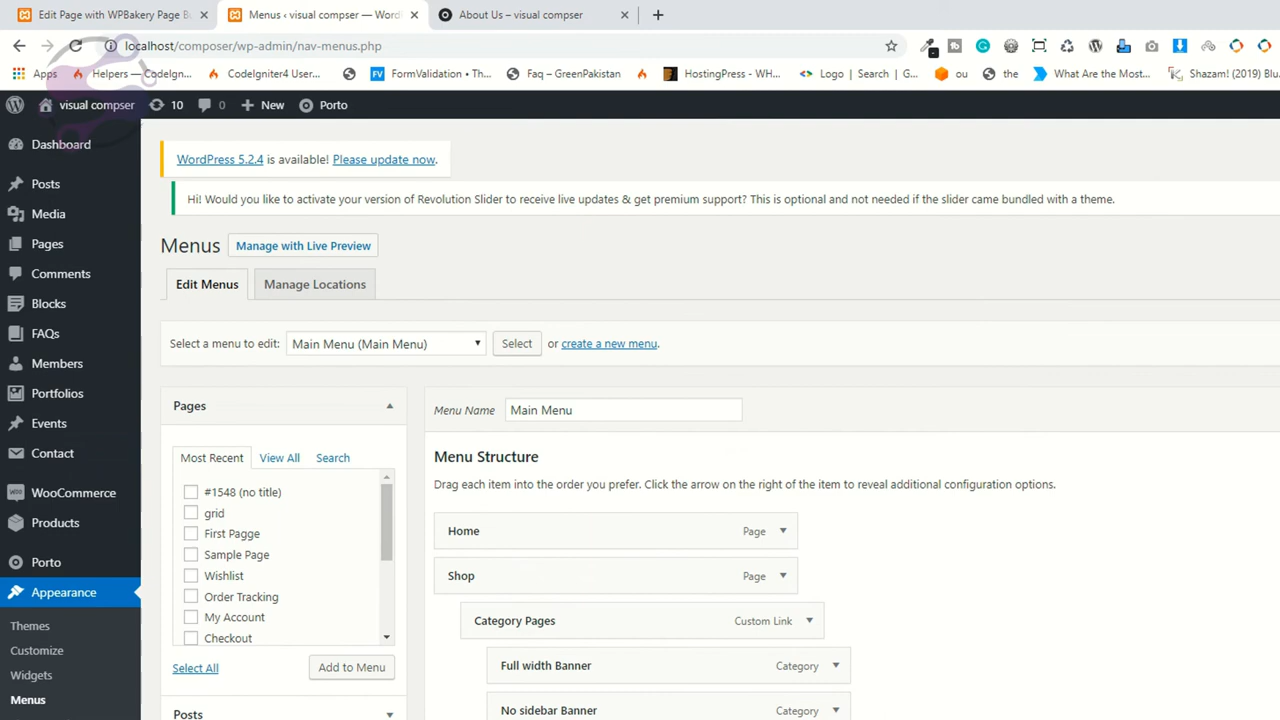 Edit Page with WPBakery Page Bu
Menus ‹ visual compser — Word
About Us – visual compser
localhost/composer/wp-admin/nav-menus.php
Apps
Helpers — CodeIgn...
CodeIgniter4 User...
FormValidation • Th...
Faq – GreenPakistan
HostingPress - WH...
Logo | Search | G...
ou
the
What Are the Most...
Shazam! (2019) Blu
visual compser
10
0
New
Porto
Dashboard
Posts
Media
Pages
Comments
Blocks
FAQs
Members
Portfolios
Events
Contact
WooCommerce
Products
Porto
Appearance
Themes
Customize
Widgets
Menus
WordPress 5.2.4 is available! Please update now.
Hi! Would you like to activate your version of Revolution Slider to receive live updates & get premium support? This is optional and not needed if the slider came bundled with a theme.
Menus
Manage with Live Preview
Edit Menus
Manage Locations
Select a menu to edit:
Main Menu (Main Menu)
Select
or create a new menu.
Pages
Most Recent
View All
Search
#1548 (no title)
grid
First Pagge
Sample Page
Wishlist
Order Tracking
My Account
Checkout
Select All
Add to Menu
Posts
Menu Name
Main Menu
Menu Structure
Drag each item into the order you prefer. Click the arrow on the right of the item to reveal additional configuration options.
Home
Page
Shop
Page
Category Pages
Custom Link
Full width Banner
Category
No sidebar Banner
Category